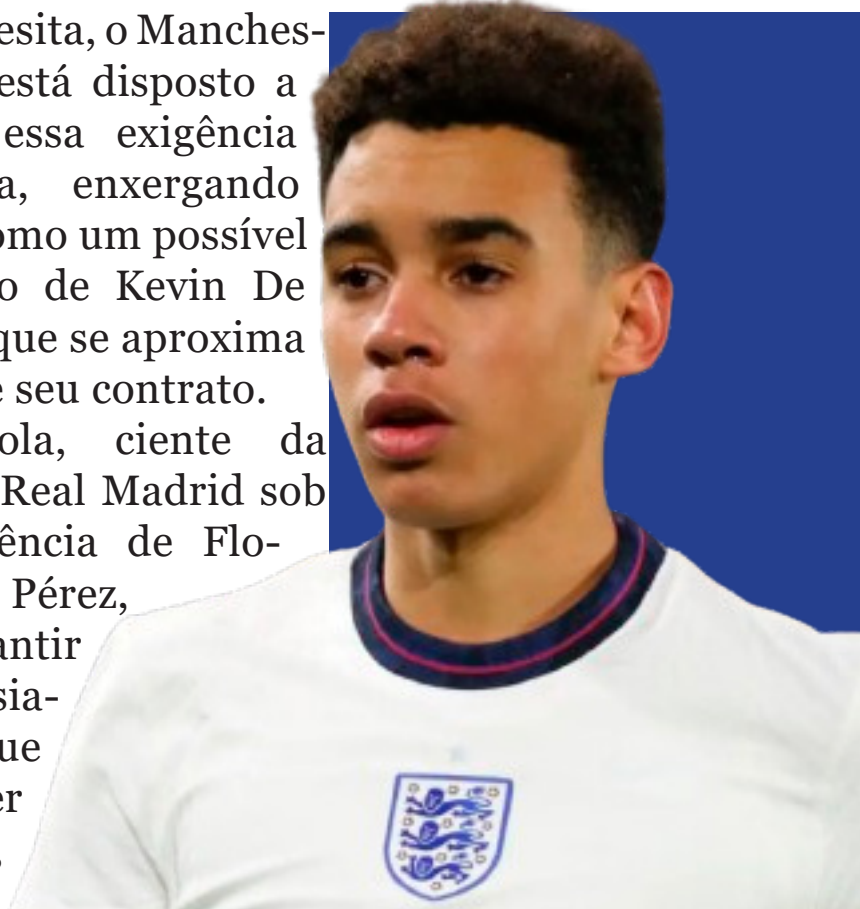 esita, o Manches-
está disposto a
essa exigência
a, enxergando
omo um possível
o de Kevin De
que se aproxima
e seu contrato.
ola, ciente da
Real Madrid sob
ência de Flo-
Pérez,
antir
sia-
ue
er